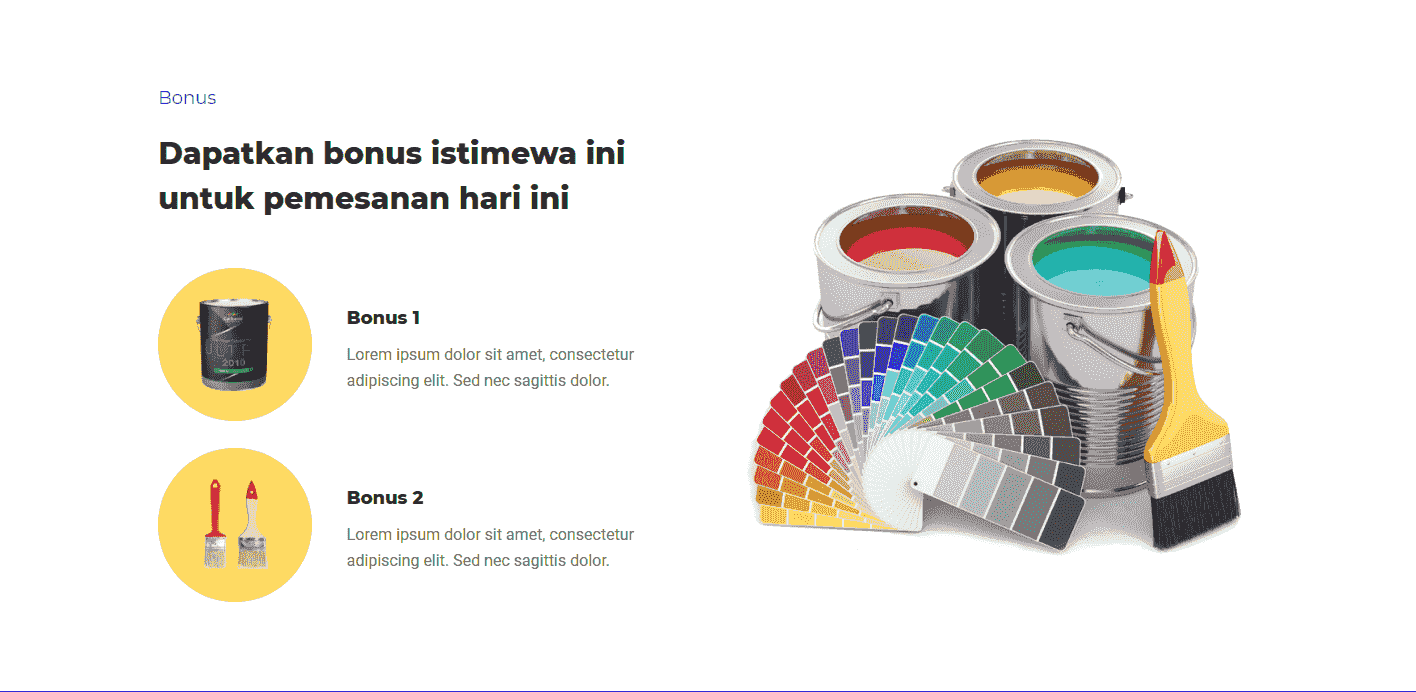 Bonus
Dapatkan bonus istimewa ini
untuk pemesanan hari ini
Bonus 1
Lorem ipsum dolor sit amet, consectetur
adipiscing elit. Sed nec sagittis dolor.
Bonus 2
Lorem ipsum dolor sit amet, consectetur
adipiscing elit. Sed nec sagittis dolor.